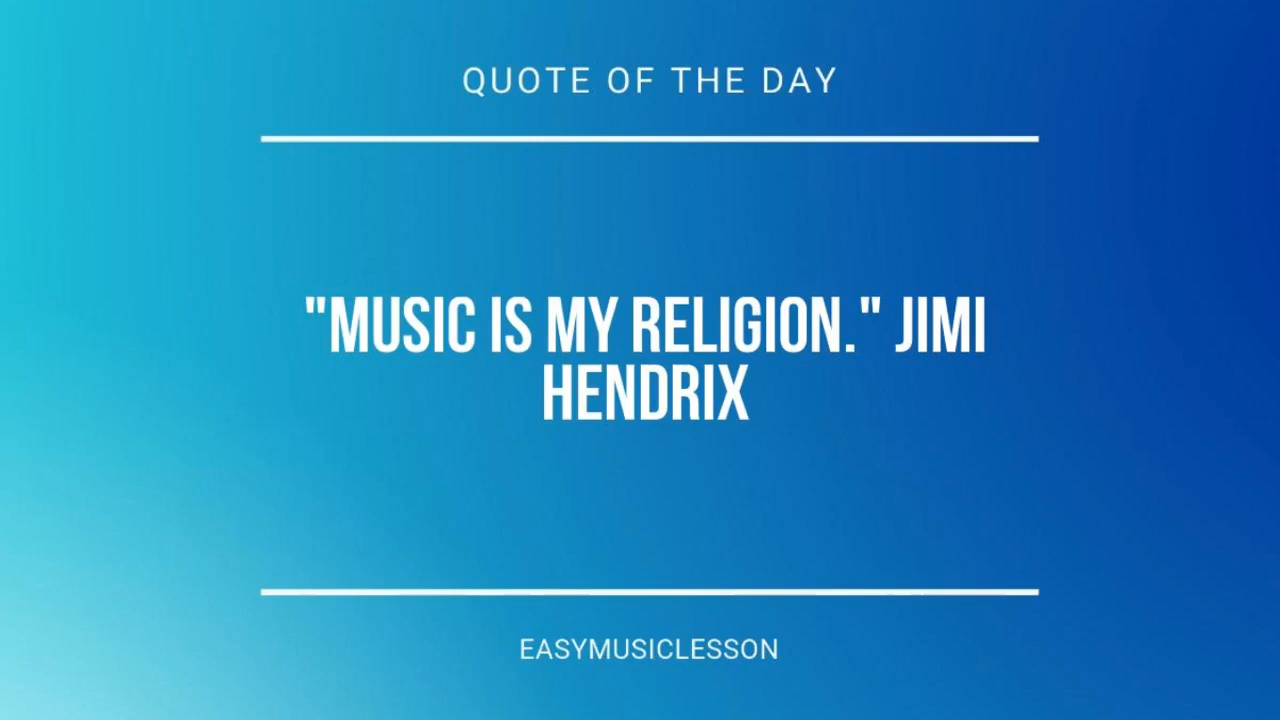 QUOTE OF THE DAY
"MUSIC IS MY RELIGION." JIMI
HENDRIX
EASYMUSICLESSON